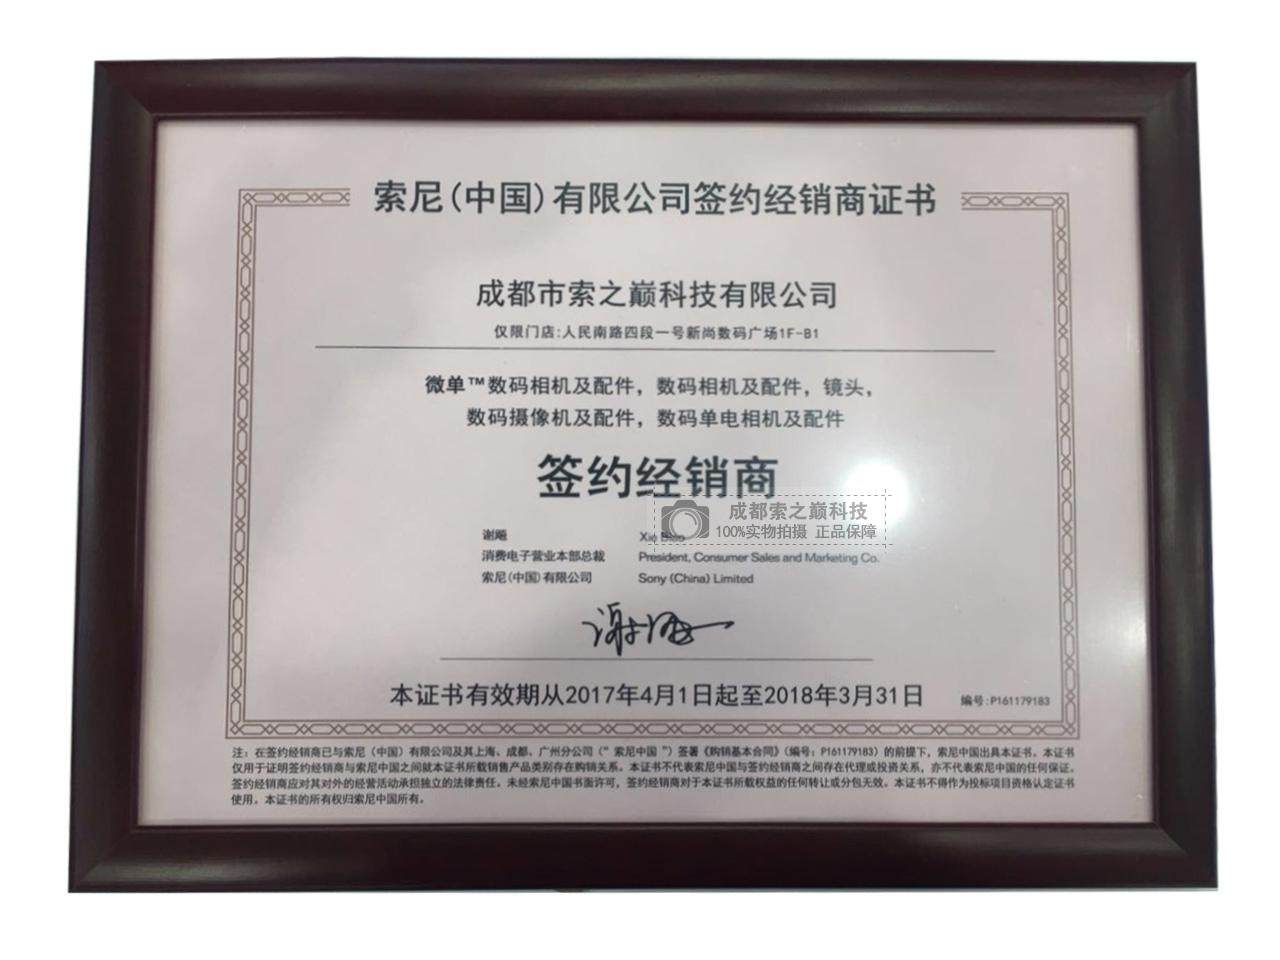 索尼(中国)有限公司签约经销商证书
成都市索之巅科技有限公司
仅限门店:人民南路四段一号新尚数码广场1F-B1
微单™数码相机及配件，数码相机及配件，镜头，
数码摄像机及配件，数码单电相机及配件
签约经销商
成都索之巅科技
100%实物拍摄 正品保障
谢飚
消费电子营业本部总裁
President, Consumer Sales and Marketing Co.
索尼(中国)有限公司
Sony (China) Limited
本证书有效期从2017年4月1日起至2018年3月31日
编号:P161179183
注：在签约经销商已与索尼（中国）有限公司及其上海、成都、广州分公司（“索尼中国”）签署《购销基本合同》（编号：P161179183）的前提下，索尼中国出具本证书。本证书
仅用于证明签约经销商与索尼中国之间就本证书所载销售产品类别存在购销关系。本证书不代表索尼中国与签约经销商之间存在代理或投资关系，亦不代表索尼中国的任何保证。
签约经销商应对其对外的经营活动承担独立的法律责任。未经索尼中国书面许可，签约经销商对于本证书所载权益的任何转让或分包无效。本证书不得作为投标项目资格认定证书
使用。本证书的所有权归索尼中国所有。